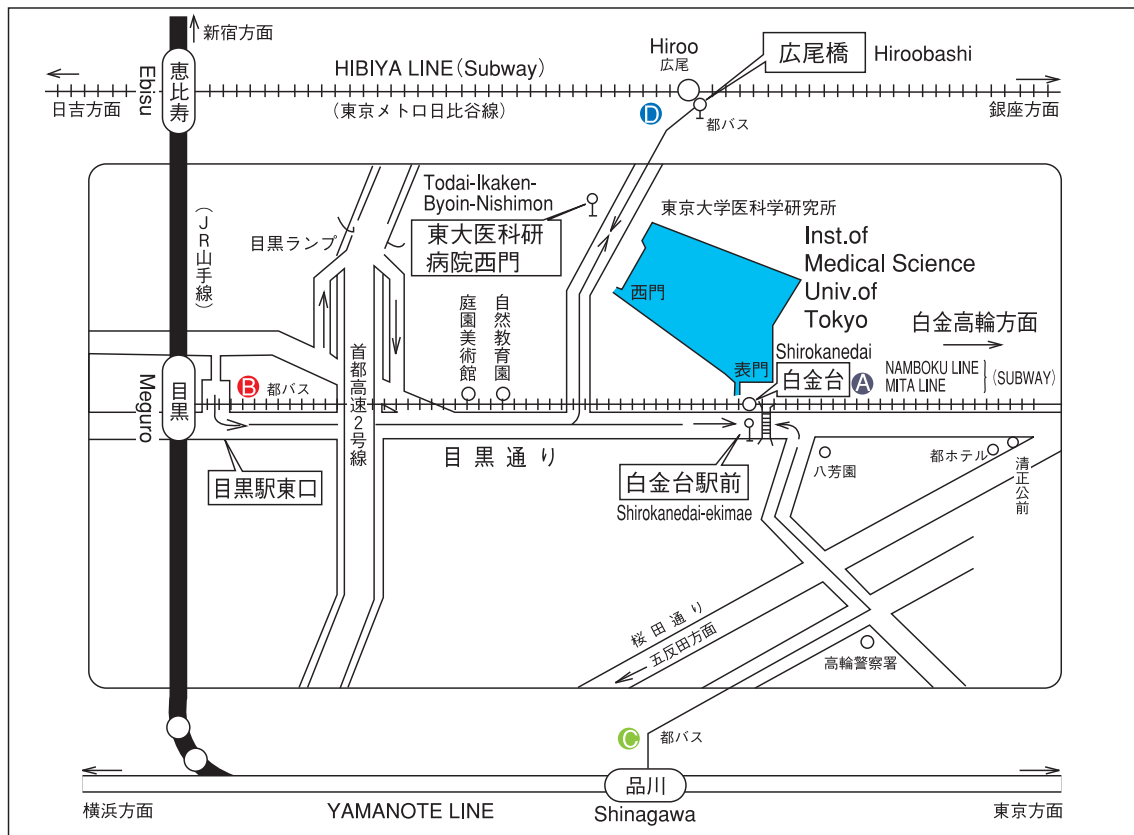 新宿方面
恵比寿
Ebisu
HIBIYA LINE(Subway)
(東京メトロ日比谷線)
日吉方面
Hiroo
広尾
広尾橋
Hiroobashi
D
都バス
銀座方面
(JR山手線)
目黒ランプ
Todai-Ikaken-
Byoin-Nishimon
東大医科研
病院西門
東京大学医科学研究所
Inst.of
Medical Science
Univ.of
Tokyo
西門
表門
庭園美術館
自然教育園
白金高輪方面
Shirokanedai
白金台
A
NAMBOKU LINE
MITA LINE
(SUBWAY)
目黒
Meguro
B
都バス
首都高速2号線
目黒通り
目黒駅東口
白金台駅前
Shirokanedai-ekimae
八芳園
都ホテル
清正公前
桜田通り
五反田方面
高輪警察署
C
都バス
品川
Shinagawa
横浜方面
YAMANOTE LINE
東京方面